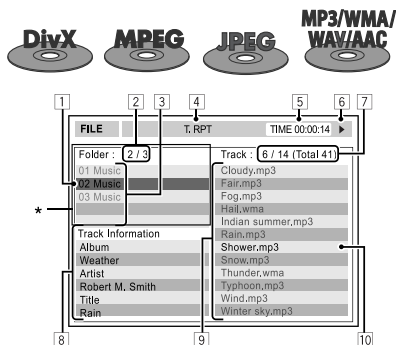 DivX MPEG JPEG MP3/WMA/
WAV/AAC
1 2 3 4 5 6 7
FILE T. RPT TIME 00:00:14
Folder : 2 / 3 Track : 6 / 14 (Total 41)
01 Music Cloudy.mp3
02 Music Fair.mp3
03 Music Fog.mp3
* Hail.wma
Indian summer.mp3
Track Information Rain.mp3
Album Shower.mp3
Weather Snow.mp3
Artist Thunder.wma
Robert M. Smith Typhoon.mp3
Title Wind.mp3
Rain Winter sky.mp3
8 9 10